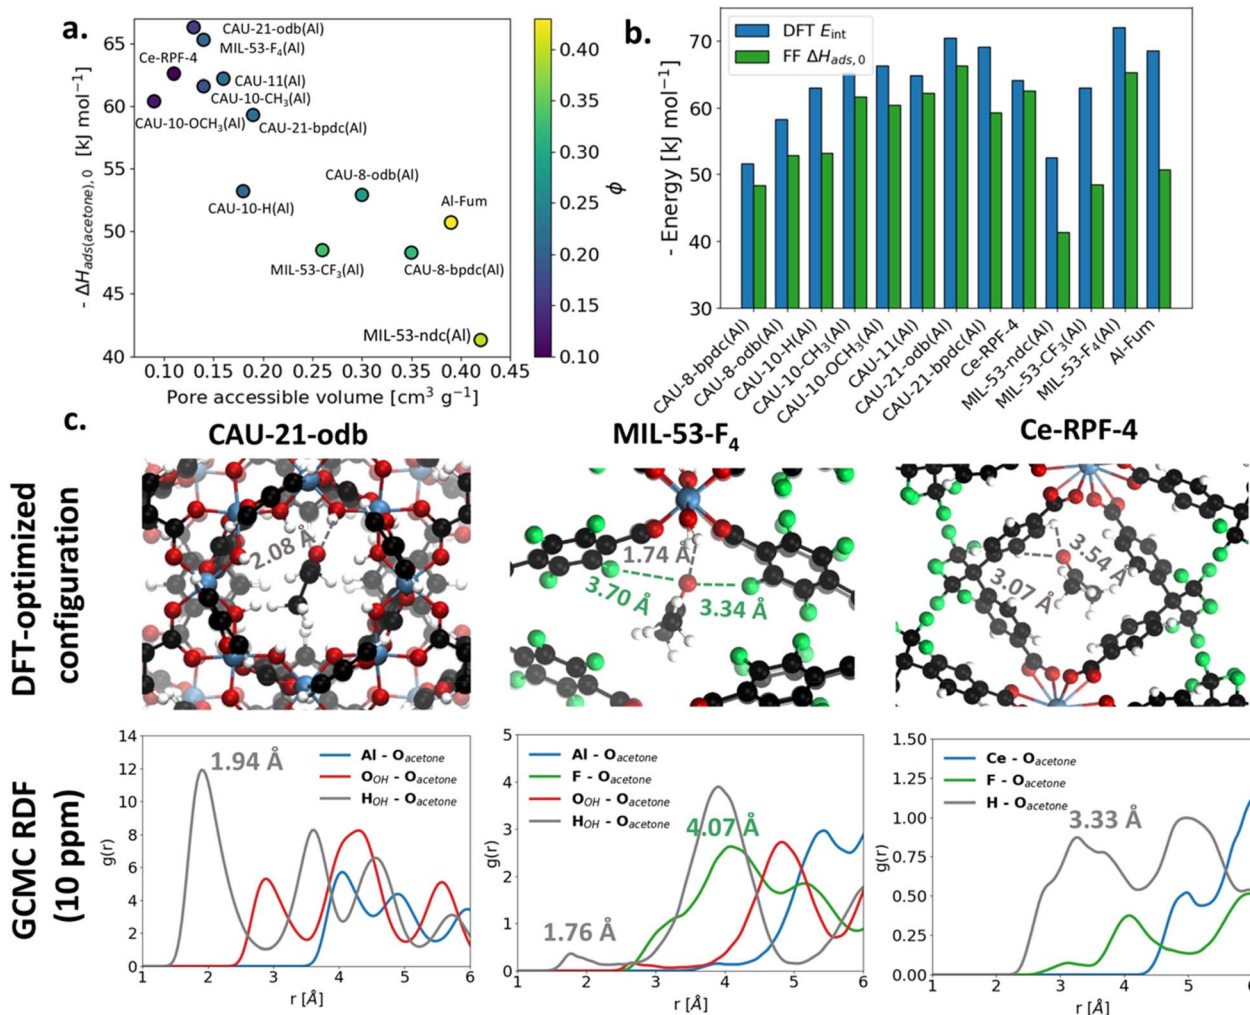 a.
- ΔH_ads(acetone),0 [kJ mol⁻¹]
65
60
55
50
45
40
CAU-21-odb(Al)
MIL-53-F₄(Al)
Ce-RPF-4
CAU-11(Al)
CAU-10-CH₃(Al)
CAU-10-OCH₃(Al)
CAU-21-bpdc(Al)
CAU-8-odb(Al)
CAU-10-H(Al)
Al-Fum
MIL-53-CF₃(Al)
CAU-8-bpdc(Al)
MIL-53-ndc(Al)
0.10 0.15 0.20 0.25 0.30 0.35 0.40 0.45
Pore accessible volume [cm³ g⁻¹]
0.40
0.35
0.30
0.25
0.20
0.15
0.10
ϕ
b.
- Energy [kJ mol⁻¹]
70
60
50
40
30
DFT E_int
FF ΔH_ads,0
CAU-8-bpdc(Al)
CAU-8-odb(Al)
CAU-10-H(Al)
CAU-10-CH₃(Al)
CAU-10-OCH₃(Al)
CAU-11(Al)
CAU-21-odb(Al)
CAU-21-bpdc(Al)
Ce-RPF-4
MIL-53-ndc(Al)
MIL-53-CF₃(Al)
MIL-53-F₄(Al)
Al-Fum
c.
CAU-21-odb
MIL-53-F₄
Ce-RPF-4
DFT-optimized
configuration
2.08 Å
1.74 Å
3.70 Å
3.34 Å
3.54 Å
3.07 Å
GCMC RDF
(10 ppm)
14
12
10
8
6
4
2
0
g(r)
1.94 Å
Al - O_acetone
O_OH - O_acetone
H_OH - O_acetone
1 2 3 4 5 6
r [Å]
5
4
3
2
1
0
g(r)
Al - O_acetone
F - O_acetone
O_OH - O_acetone
H_OH - O_acetone
4.07 Å
1.76 Å
1 2 3 4 5 6
r [Å]
1.50
1.25
1.00
0.75
0.50
0.25
0.00
g(r)
Ce - O_acetone
F - O_acetone
H - O_acetone
3.33 Å
1 2 3 4 5 6
r [Å]